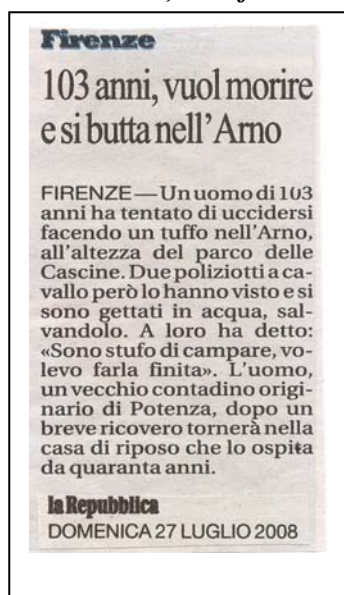 Firenze
103 anni, vuol morire
e si butta nell'Arno
FIRENZE — Un uomo di 103
anni ha tentato di uccidersi
facendo un tuffo nell'Arno,
all'altezza del parco delle
Cascine. Due poliziotti a ca-
vallo però lo hanno visto e si
sono gettati in acqua, sal-
vandolo. A loro ha detto:
«Sono stufo di campare, vo-
levo farla finita». L'uomo,
un vecchio contadino origi-
nario di Potenza, dopo un
breve ricovero tornerà nella
casa di riposo che lo ospita
da quaranta anni.
la Repubblica
DOMENICA 27 LUGLIO 2008